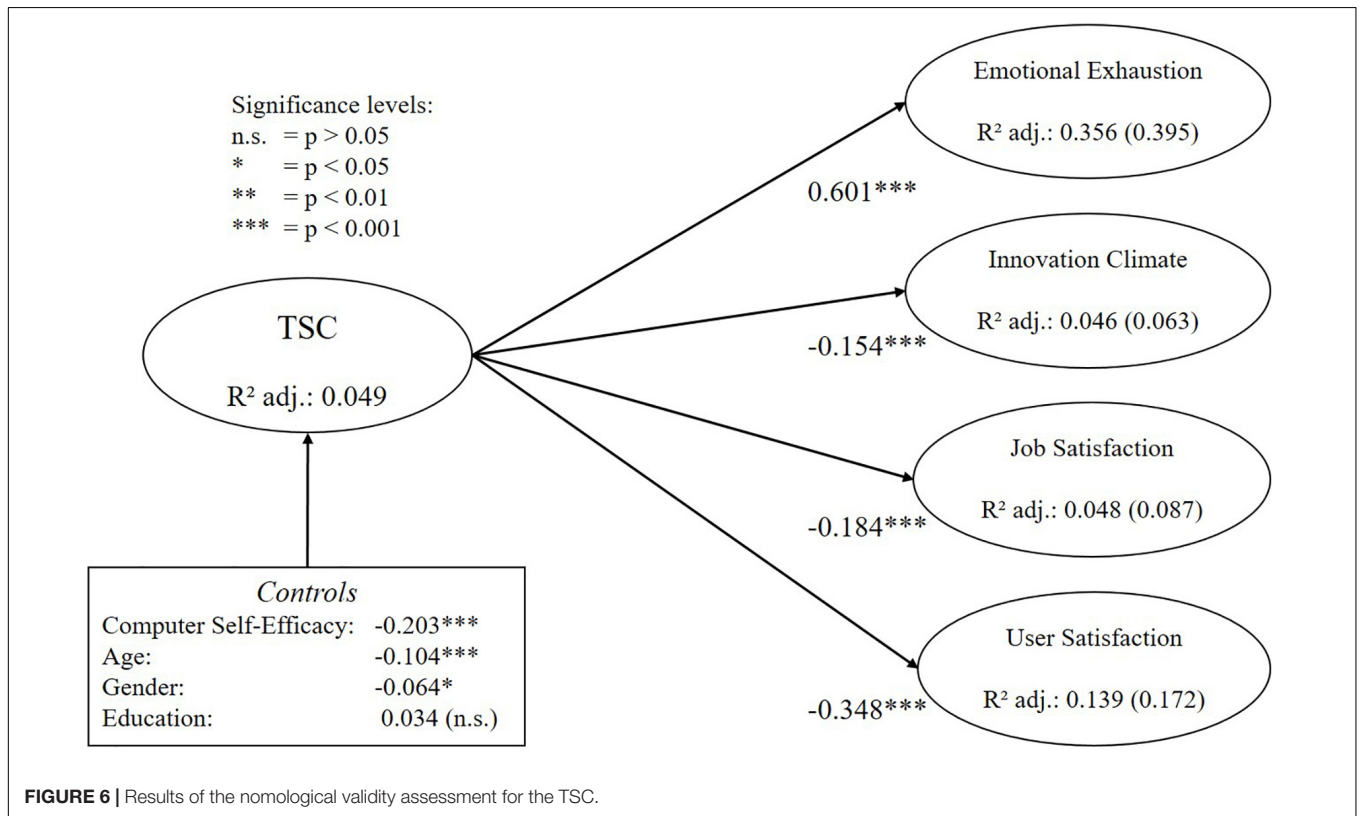 Significance levels:
n.s. = p > 0.05
* = p < 0.05
** = p < 0.01
*** = p < 0.001
TSC
R² adj.: 0.049
Controls
Computer Self-Efficacy: -0.203***
Age: -0.104***
Gender: -0.064*
Education: 0.034 (n.s.)
0.601***
-0.154***
-0.184***
-0.348***
Emotional Exhaustion
R² adj.: 0.356 (0.395)
Innovation Climate
R² adj.: 0.046 (0.063)
Job Satisfaction
R² adj.: 0.048 (0.087)
User Satisfaction
R² adj.: 0.139 (0.172)
FIGURE 6 | Results of the nomological validity assessment for the TSC.